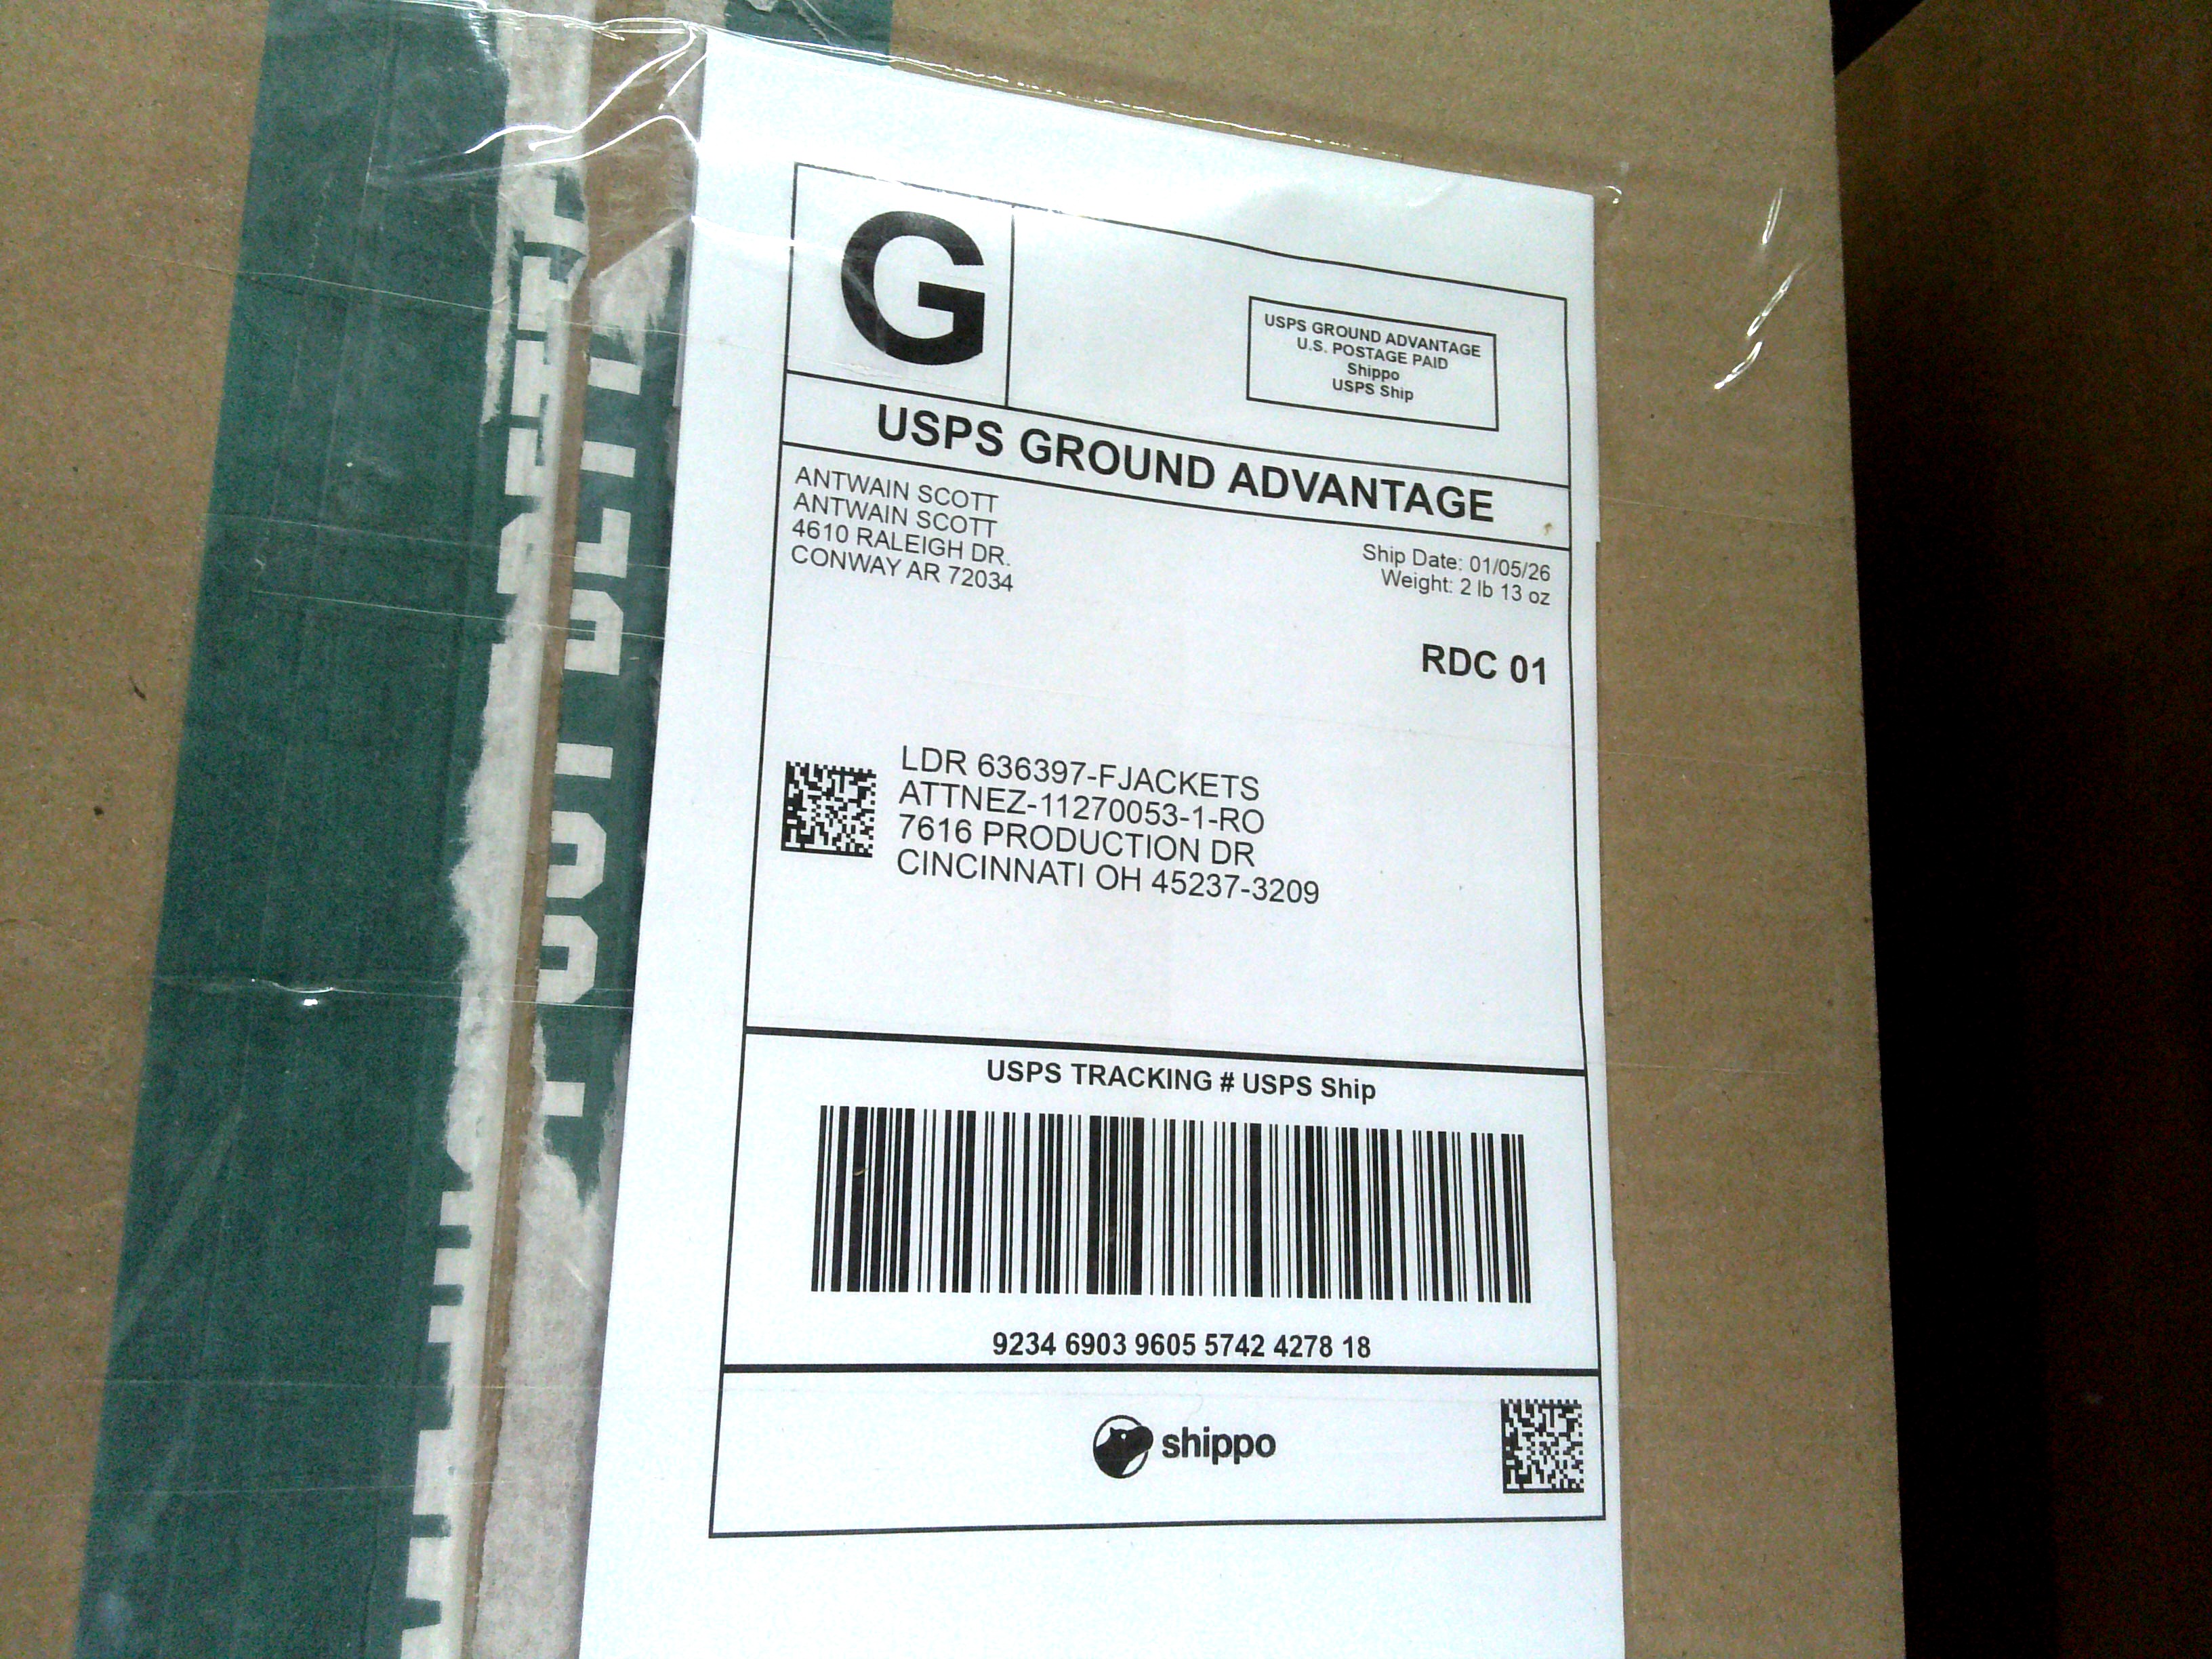 G
USPS GROUND ADVANTAGE
U.S. POSTAGE PAID
Shippo
USPS Ship
USPS GROUND ADVANTAGE
ANTWAIN SCOTT
ANTWAIN SCOTT
4610 RALEIGH DR.
CONWAY AR 72034
Ship Date: 01/05/26
Weight: 2 lb 13 oz
RDC 01
LDR 636397-FJACKETS
ATTNEZ-11270053-1-RO
7616 PRODUCTION DR
CINCINNATI OH 45237-3209
USPS TRACKING # USPS Ship
9234 6903 9605 5742 4278 18
shippo